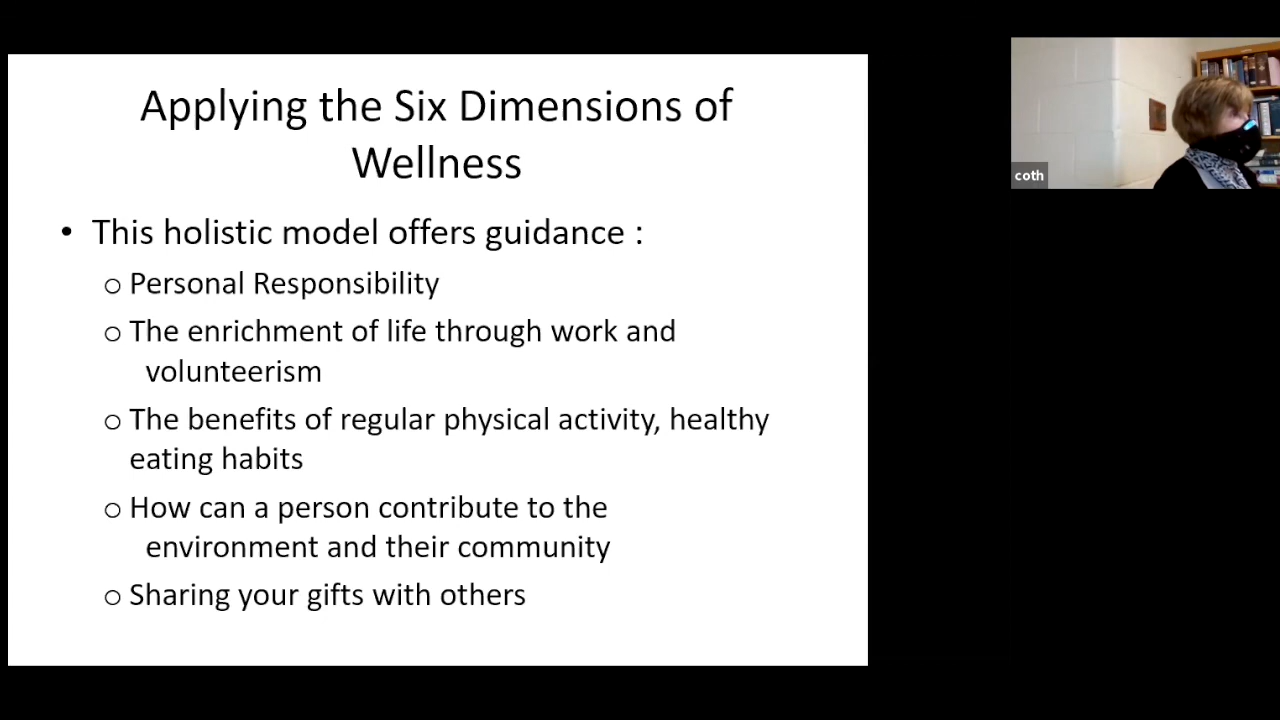 Applying the Six Dimensions of
Wellness
• This holistic model offers guidance :
o Personal Responsibility
o The enrichment of life through work and
volunteerism
o The benefits of regular physical activity, healthy
eating habits
o How can a person contribute to the
environment and their community
o Sharing your gifts with others
coth